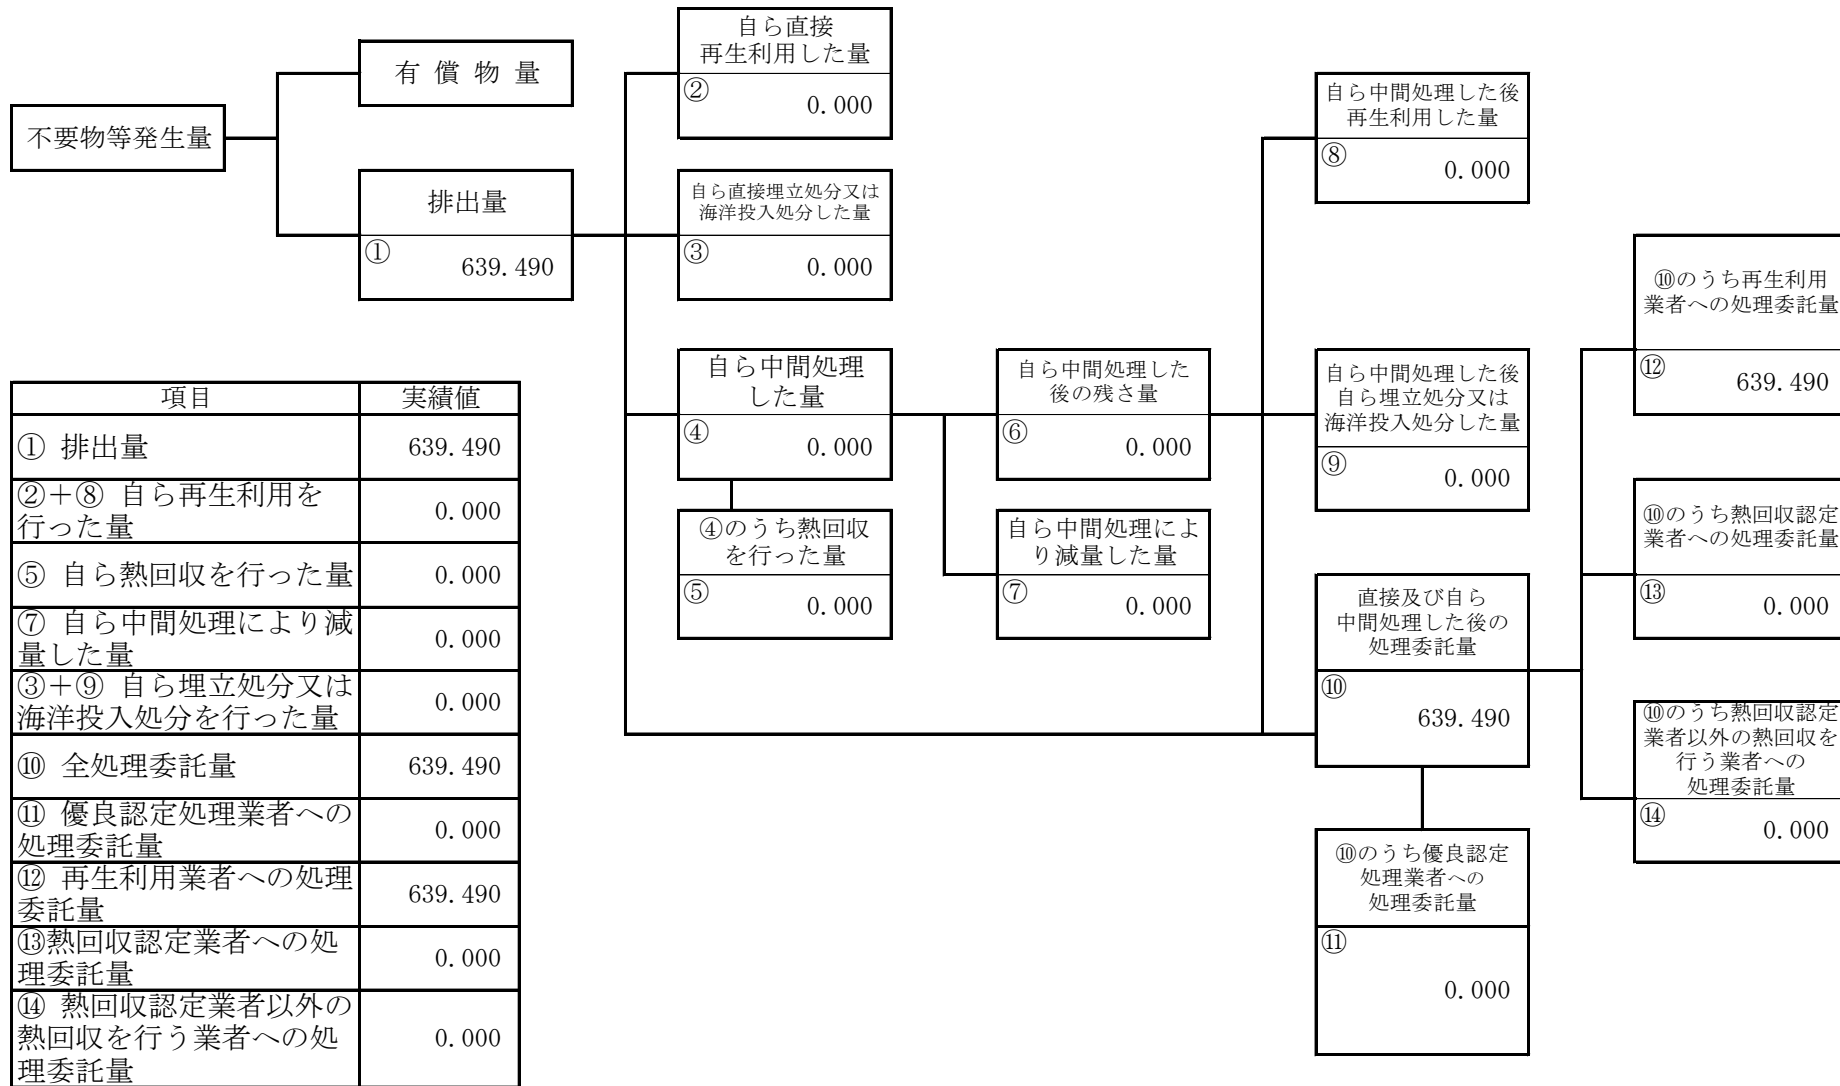 不要物等発生量
有 償 物 量
排出量
①
639.490
自ら直接
再生利用した量
②
0.000
自ら直接埋立処分又は
海洋投入処分した量
③
0.000
自ら中間処理
した量
④
0.000
④のうち熱回収
を行った量
⑤
0.000
自ら中間処理した
後の残さ量
⑥
0.000
自ら中間処理によ
り減量した量
⑦
0.000
自ら中間処理した後
再生利用した量
⑧
0.000
自ら中間処理した後
自ら埋立処分又は
海洋投入処分した量
⑨
0.000
直接及び自ら
中間処理した後の
処理委託量
⑩
639.490
⑩のうち優良認定
処理業者への
処理委託量
⑪
0.000
⑩のうち再生利用
業者への処理委託量
⑫
639.490
⑩のうち熱回収認定
業者への処理委託量
⑬
0.000
⑩のうち熱回収認定
業者以外の熱回収を
行う業者への
処理委託量
⑭
0.000
項目 実績値
① 排出量 639.490
②＋⑧ 自ら再生利用を
行った量 0.000
⑤ 自ら熱回収を行った量 0.000
⑦ 自ら中間処理により減
量した量 0.000
③＋⑨ 自ら埋立処分又は
海洋投入処分を行った量 0.000
⑩ 全処理委託量 639.490
⑪ 優良認定処理業者への
処理委託量 0.000
⑫ 再生利用業者への処理
委託量 639.490
⑬熱回収認定業者への処
理委託量 0.000
⑭ 熱回収認定業者以外の
熱回収を行う業者への処
理委託量 0.000